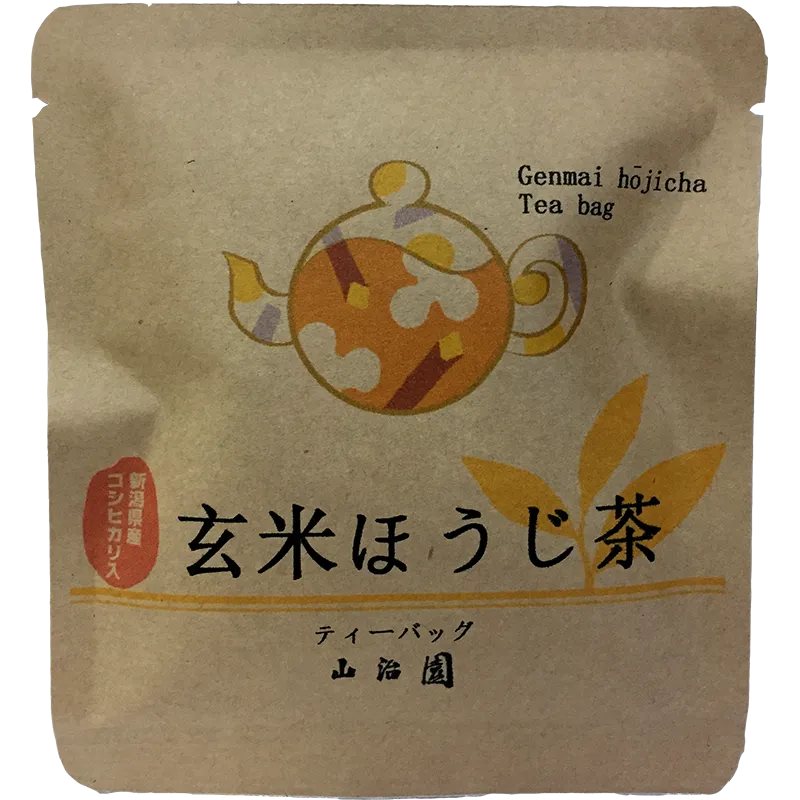 Genmai hōjicha
Tea bag
新潟県産
コシヒカリ入
玄米ほうじ茶
ティーバッグ
山治園